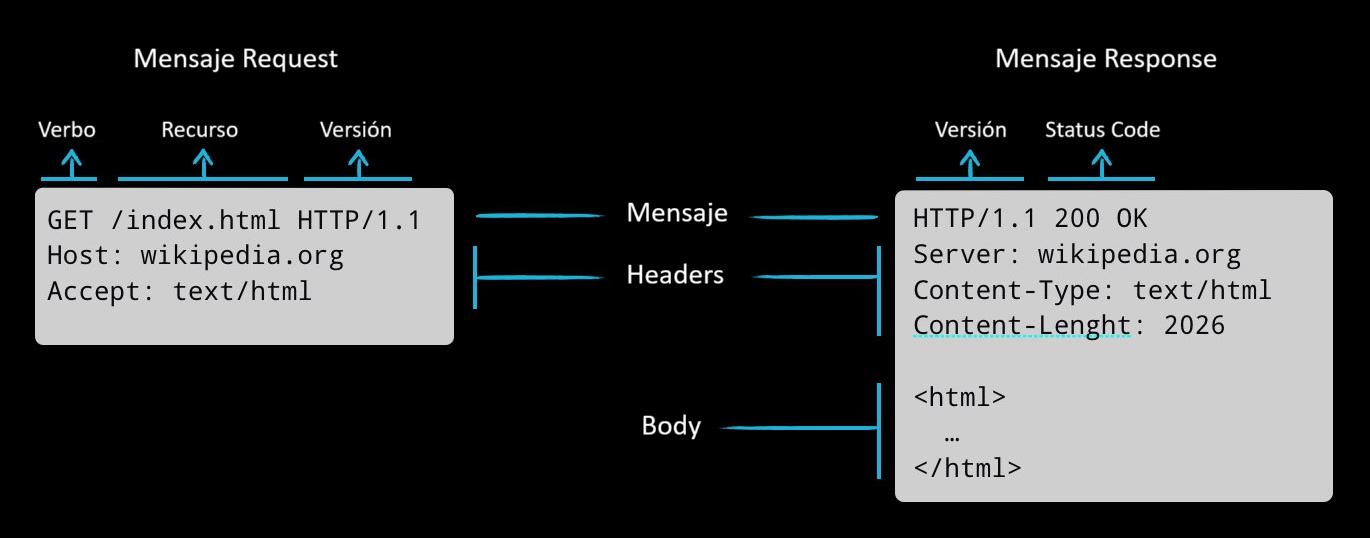 Mensaje Request
Mensaje Response
Verbo
Recurso
Versión
Versión
Status Code
GET /index.html HTTP/1.1
Host: wikipedia.org
Accept: text/html
Mensaje
Headers
Body
HTTP/1.1 200 OK
Server: wikipedia.org
Content-Type: text/html
Content-Lenght: 2026
<html>
…
</html>